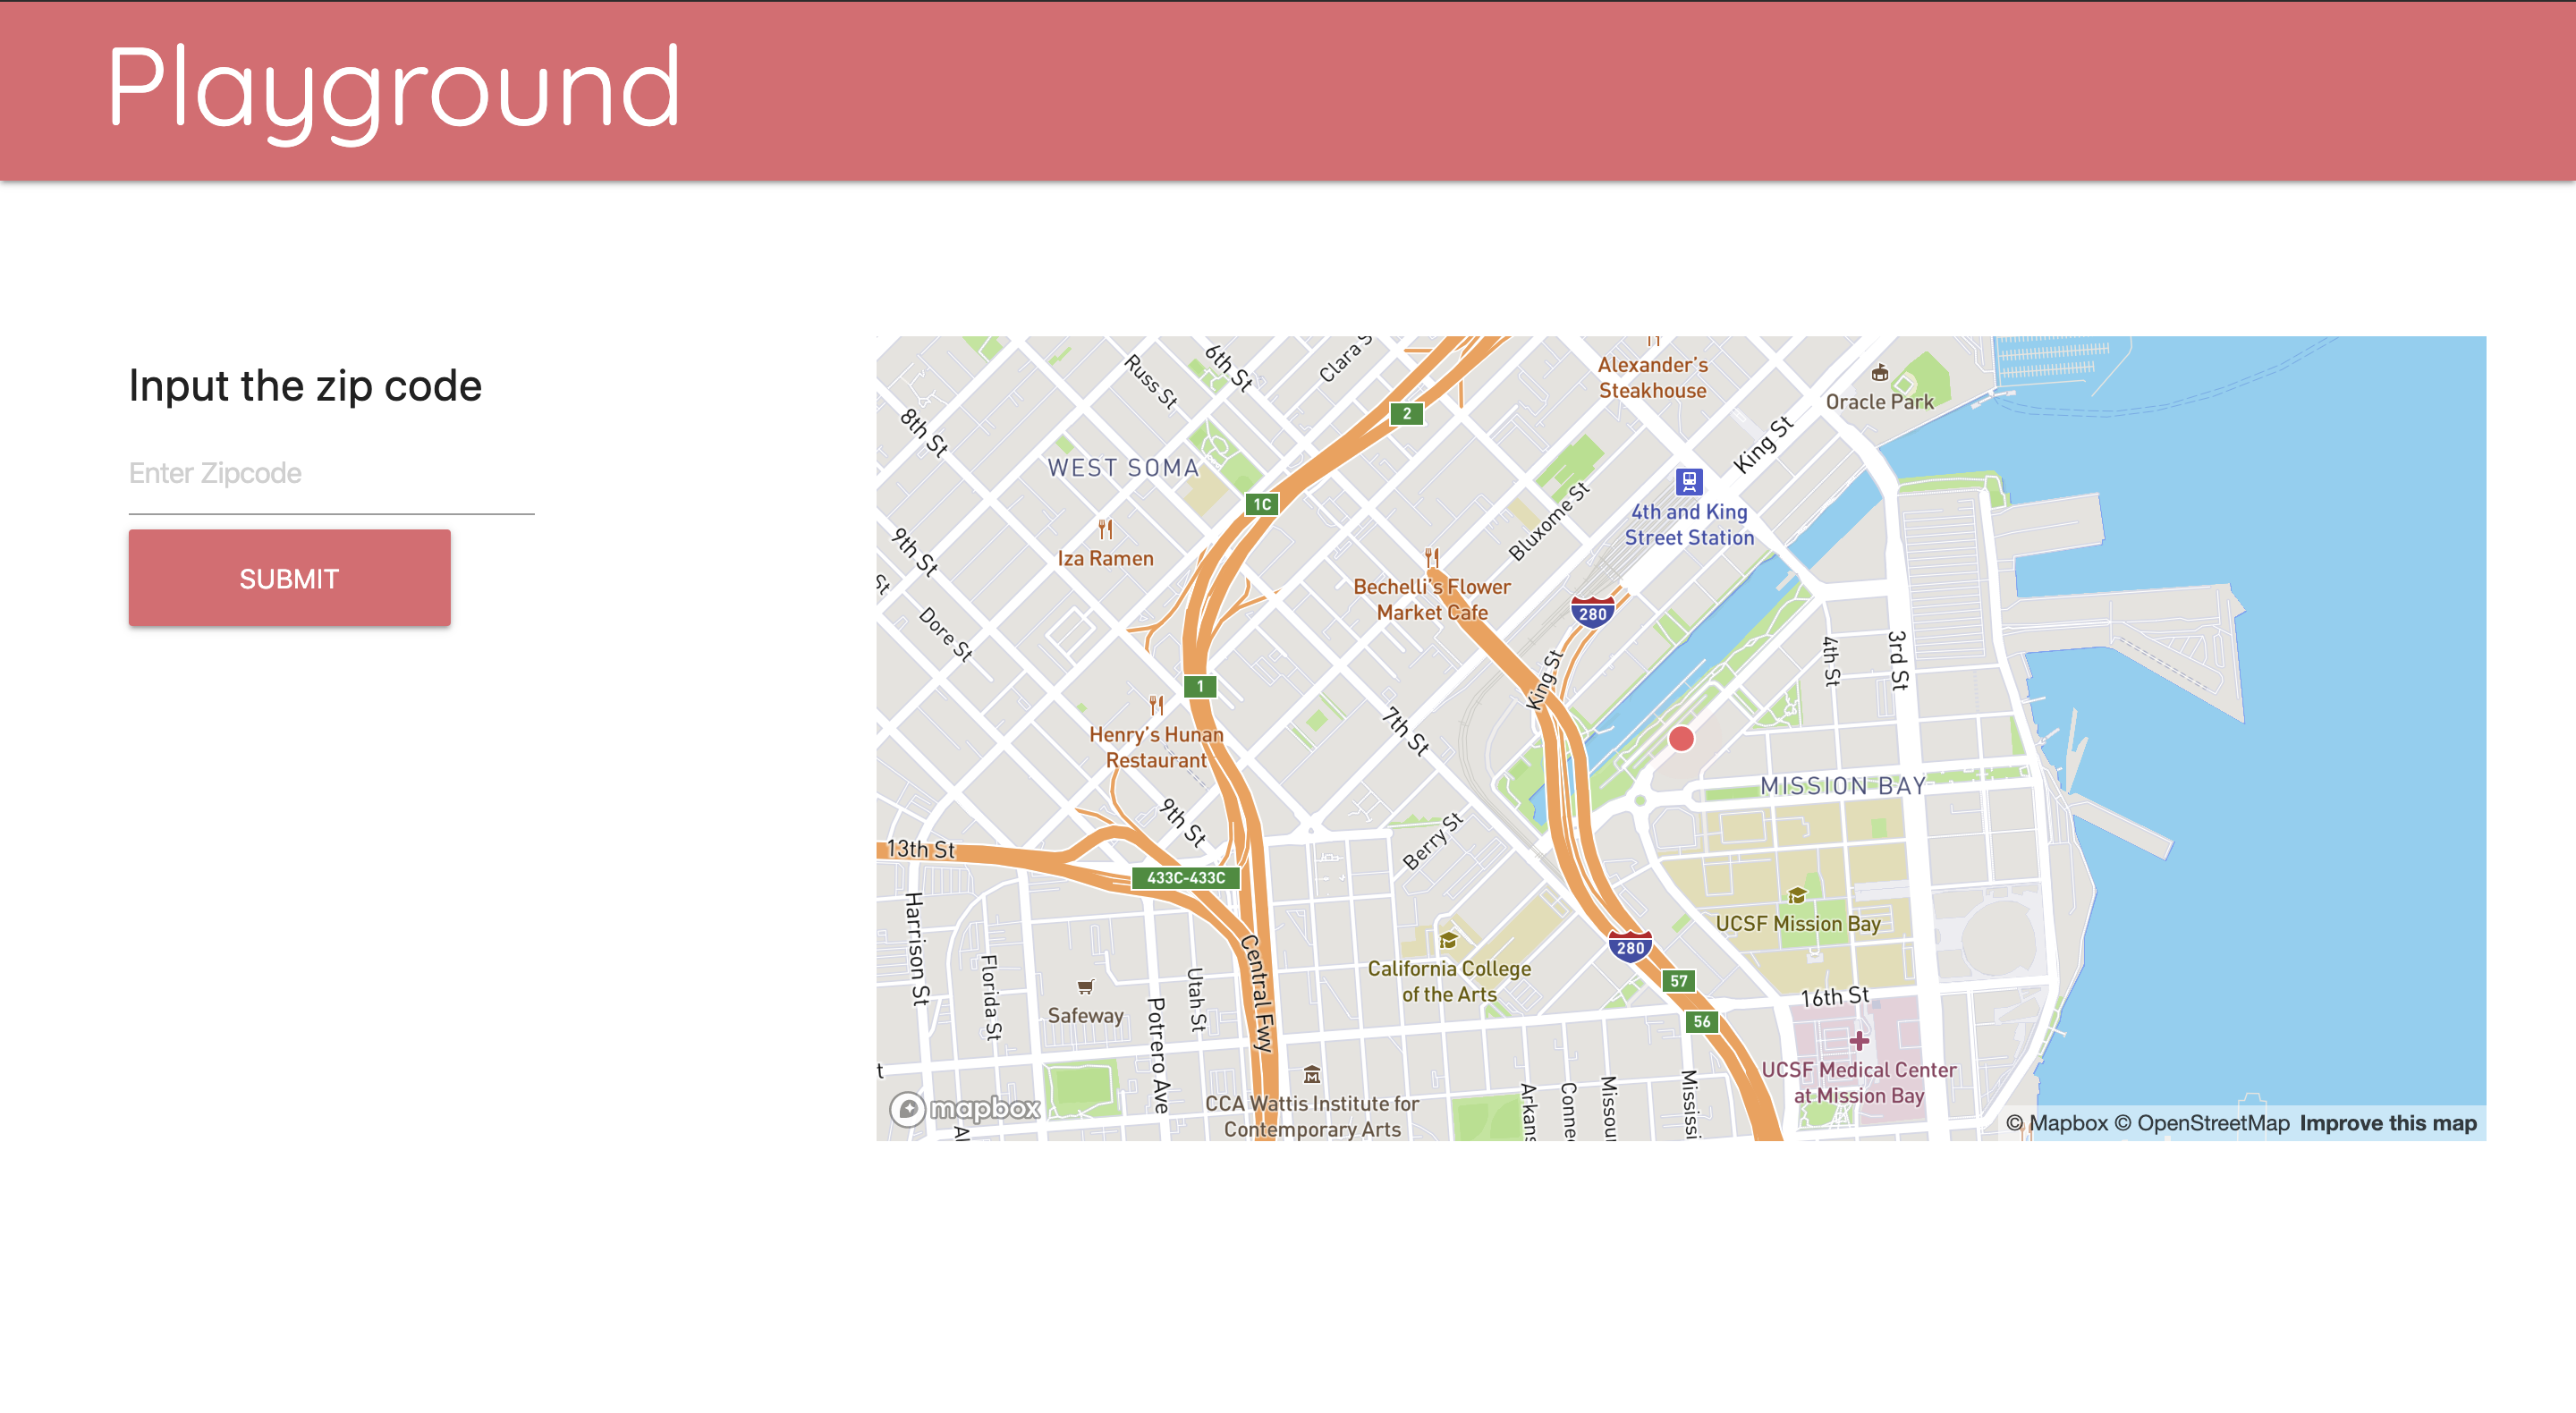 Playground
Input the zip code
Enter Zipcode
SUBMIT
6th St
Russ St
Alexander's
Steakhouse
Oracle Park
8th St
2
King St
WEST SOMA
1C
4th and King
Street Station
Bluxome St
9th St
Iza Ramen
St
Bechelli's Flower
Market Cafe
280
Dore St
4th St
3rd St
King St
1
7th St
Henry's Hunan
Restaurant
MISSION BAY
9th St
13th St
Berry St
433C-433C
UCSF Mission Bay
Harrison St
Central Fwy
280
California College
of the Arts
57
16th St
Florida St
Utah St
Safeway
Potrero Ave
56
UCSF Medical Center
at Mission Bay
CCA Wattis Institute for
Contemporary Arts
mapbox
© Mapbox © OpenStreetMap Improve this map